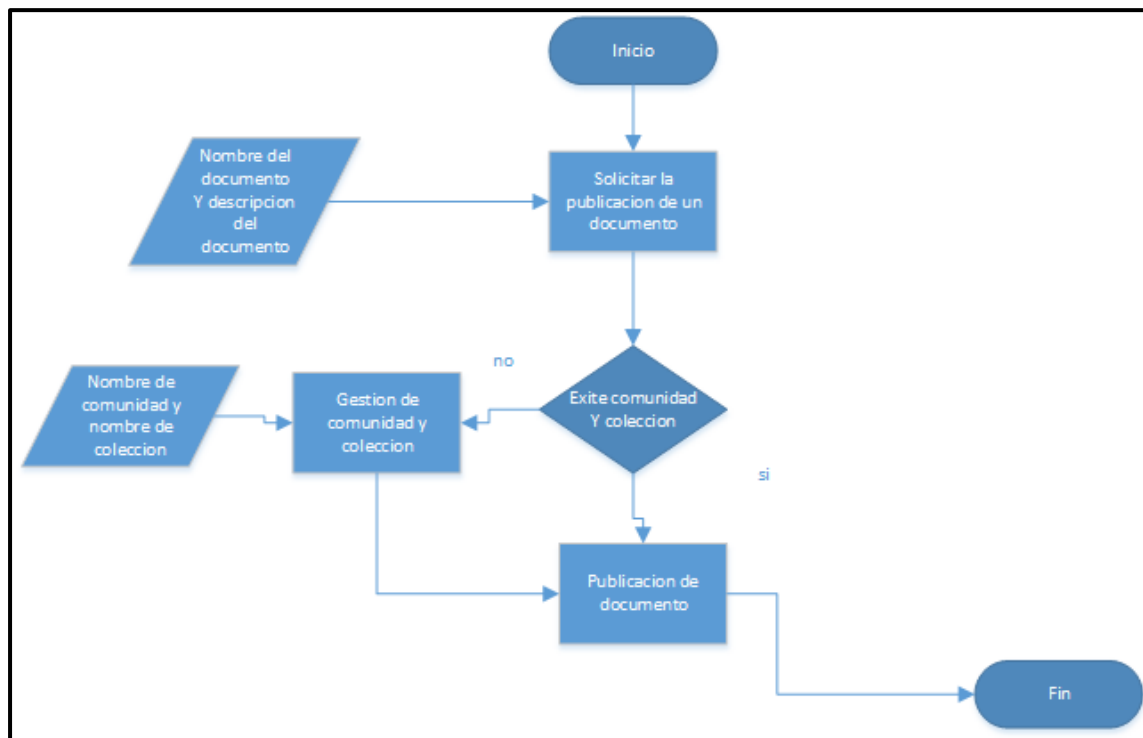 Inicio
Nombre del
documento
Y descripcion
del
documento
Solicitar la
publicacion de un
documento
no
Nombre de
comunidad y
nombre de
coleccion
Gestion de
comunidad y
coleccion
Exite comunidad
Y coleccion
si
Publicacion de
documento
Fin